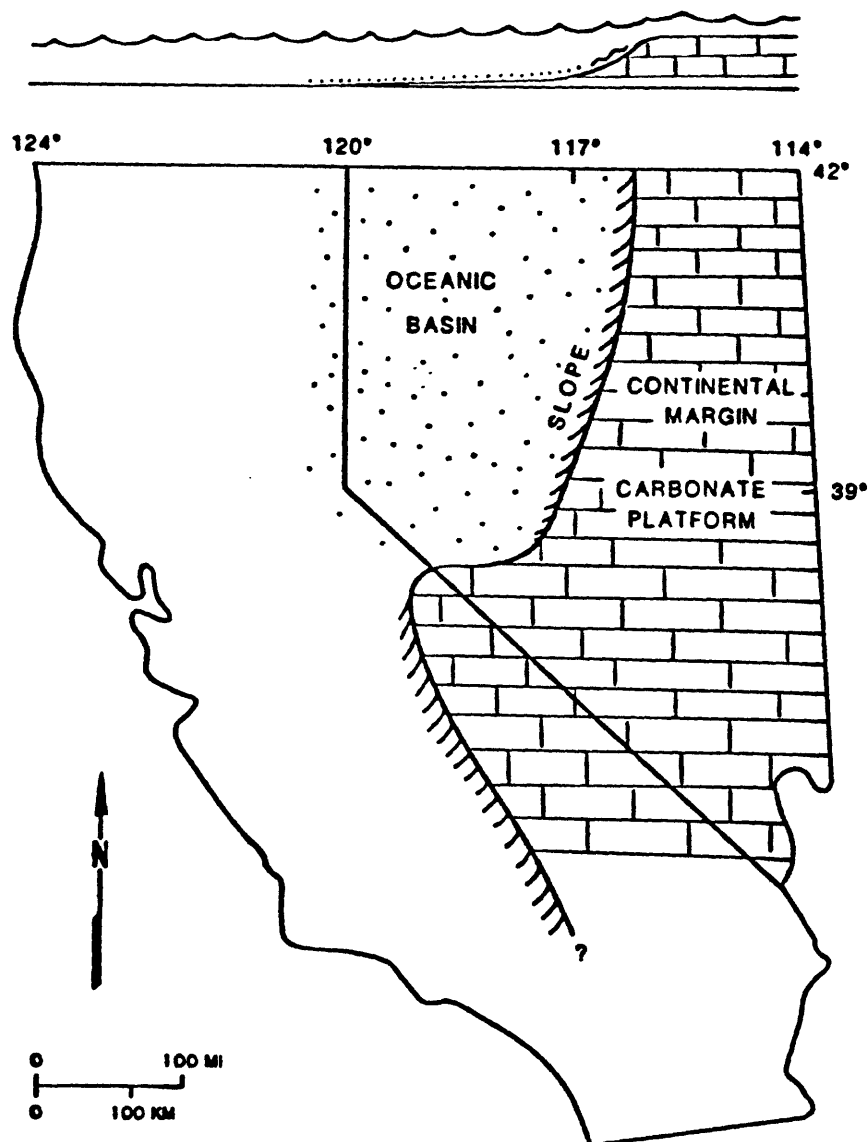 124° 120° 117° 114°
42°
OCEANIC
BASIN
SLOPE
CONTINENTAL
MARGIN
39°
CARBONATE
PLATFORM
N
?
0 100 MI
0 100 KM